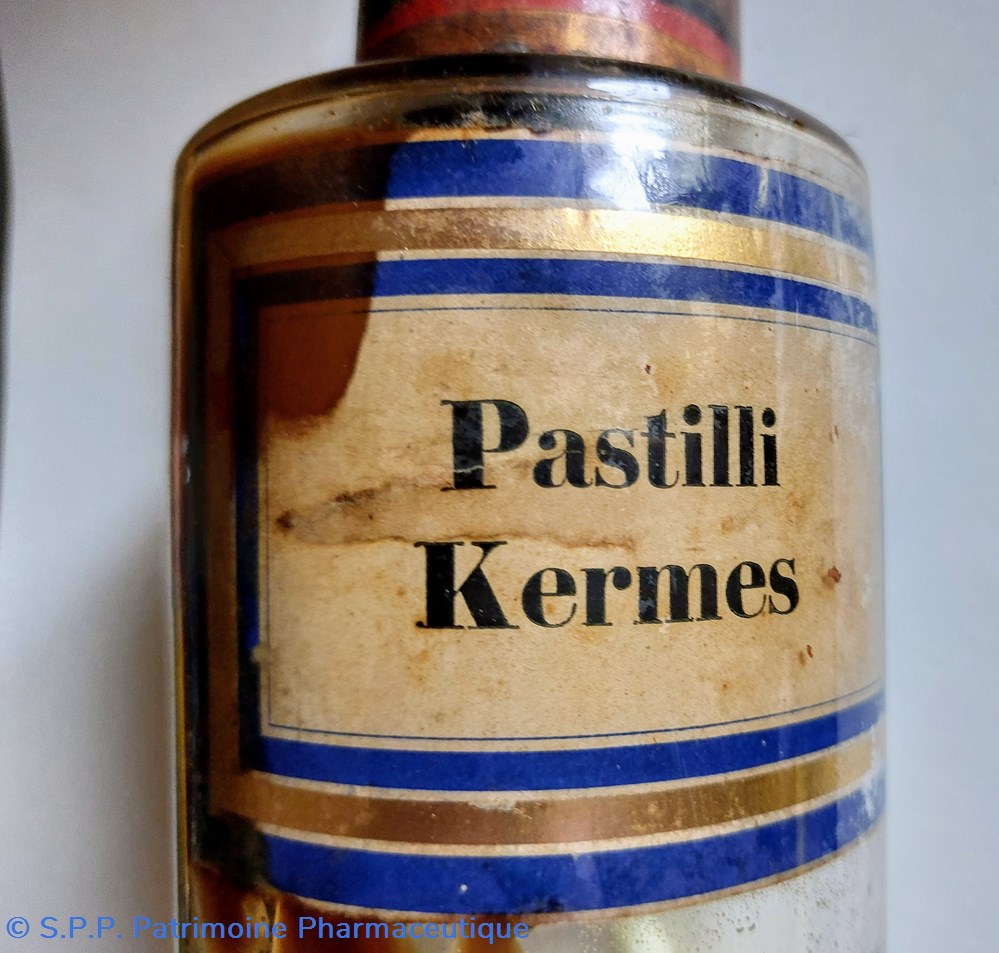 Pastilli
Kermes
© S.P.P. Patrimoine Pharmaceutique